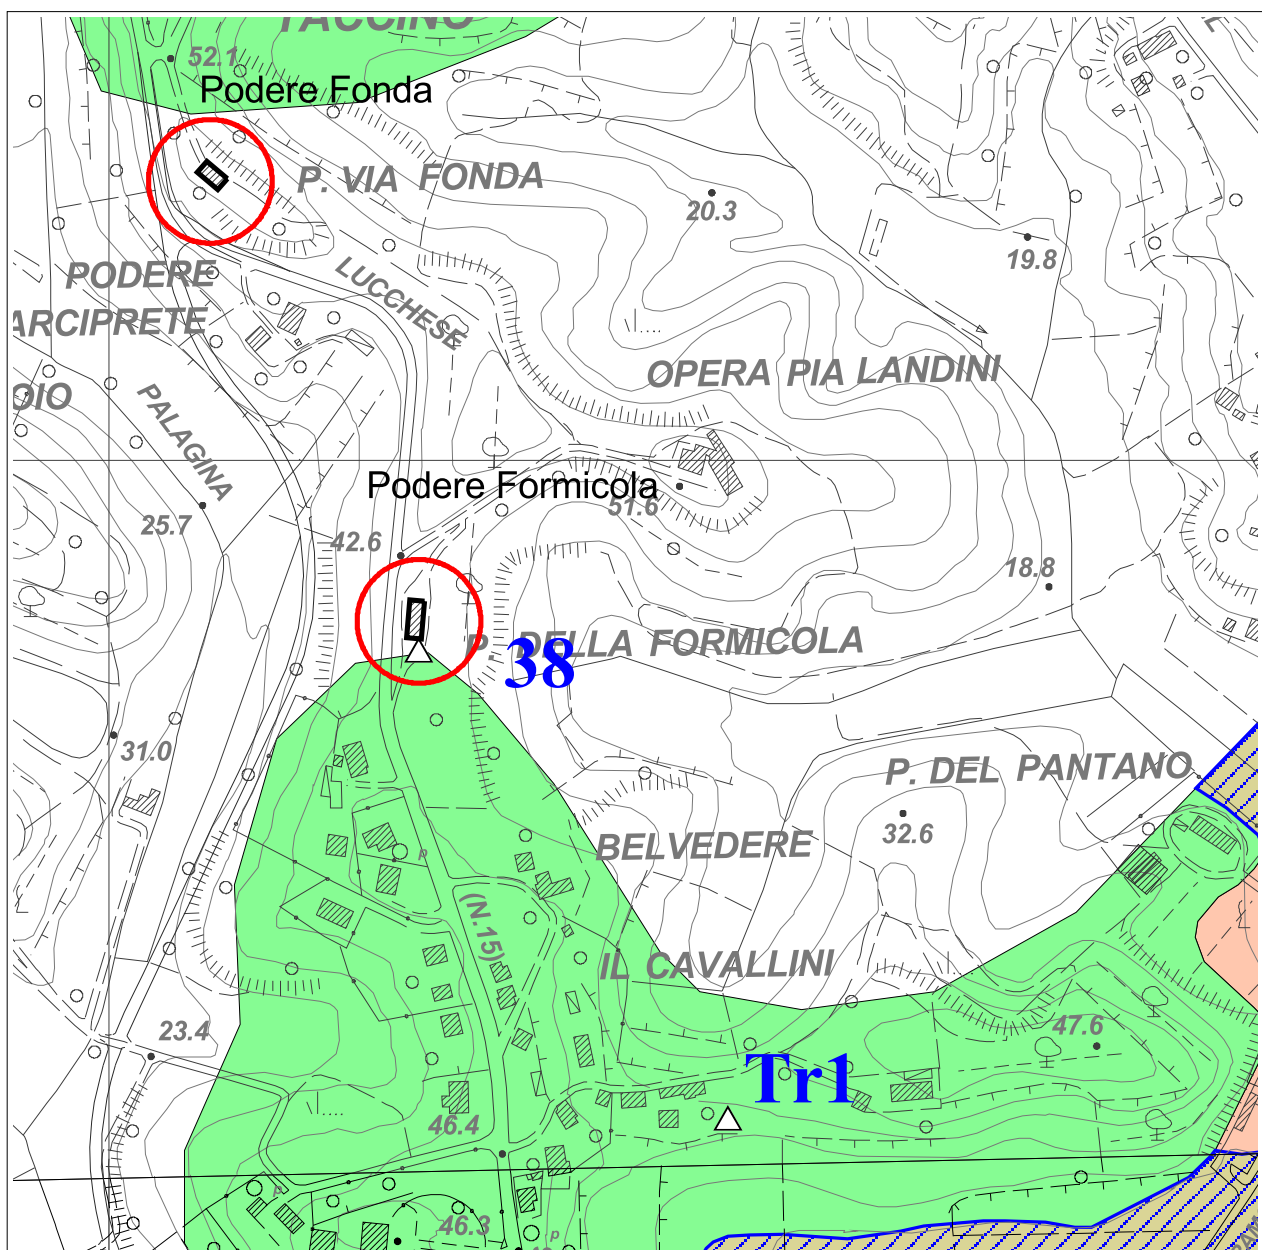 TACCINO
52.1
Podere Fonda
P. VIA FONDA
20.3
19.8
PODERE
ARCIPRETE
LUCCHESE
OPERA PIA LANDINI
OIO
PALAGINA
Podere Formicola
51.6
25.7
42.6
18.8
P. DELLA FORMICOLA
38
31.0
P. DEL PANTANO
32.6
BELVEDERE
p
(N.15)
IL CAVALLINI
23.4
47.6
Tr1
46.4
p
46.3
p